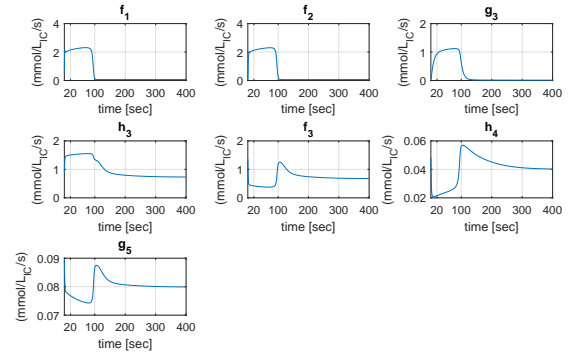 f1
f2
g3
(mmol/L_IC/s)
4
2
0
20 100 200 300 400
time [sec]
(mmol/L_IC/s)
4
2
0
20 100 200 300 400
time [sec]
(mmol/L_IC/s)
2
1
0
20 100 200 300 400
time [sec]
h3
f3
h4
(mmol/L_IC/s)
2
1
0
20 100 200 300 400
time [sec]
(mmol/L_IC/s)
2
1
0
20 100 200 300 400
time [sec]
(mmol/L_IC/s)
0.06
0.04
0.02
20 100 200 300 400
time [sec]
g5
(mmol/L_IC/s)
0.09
0.08
0.07
20 100 200 300 400
time [sec]